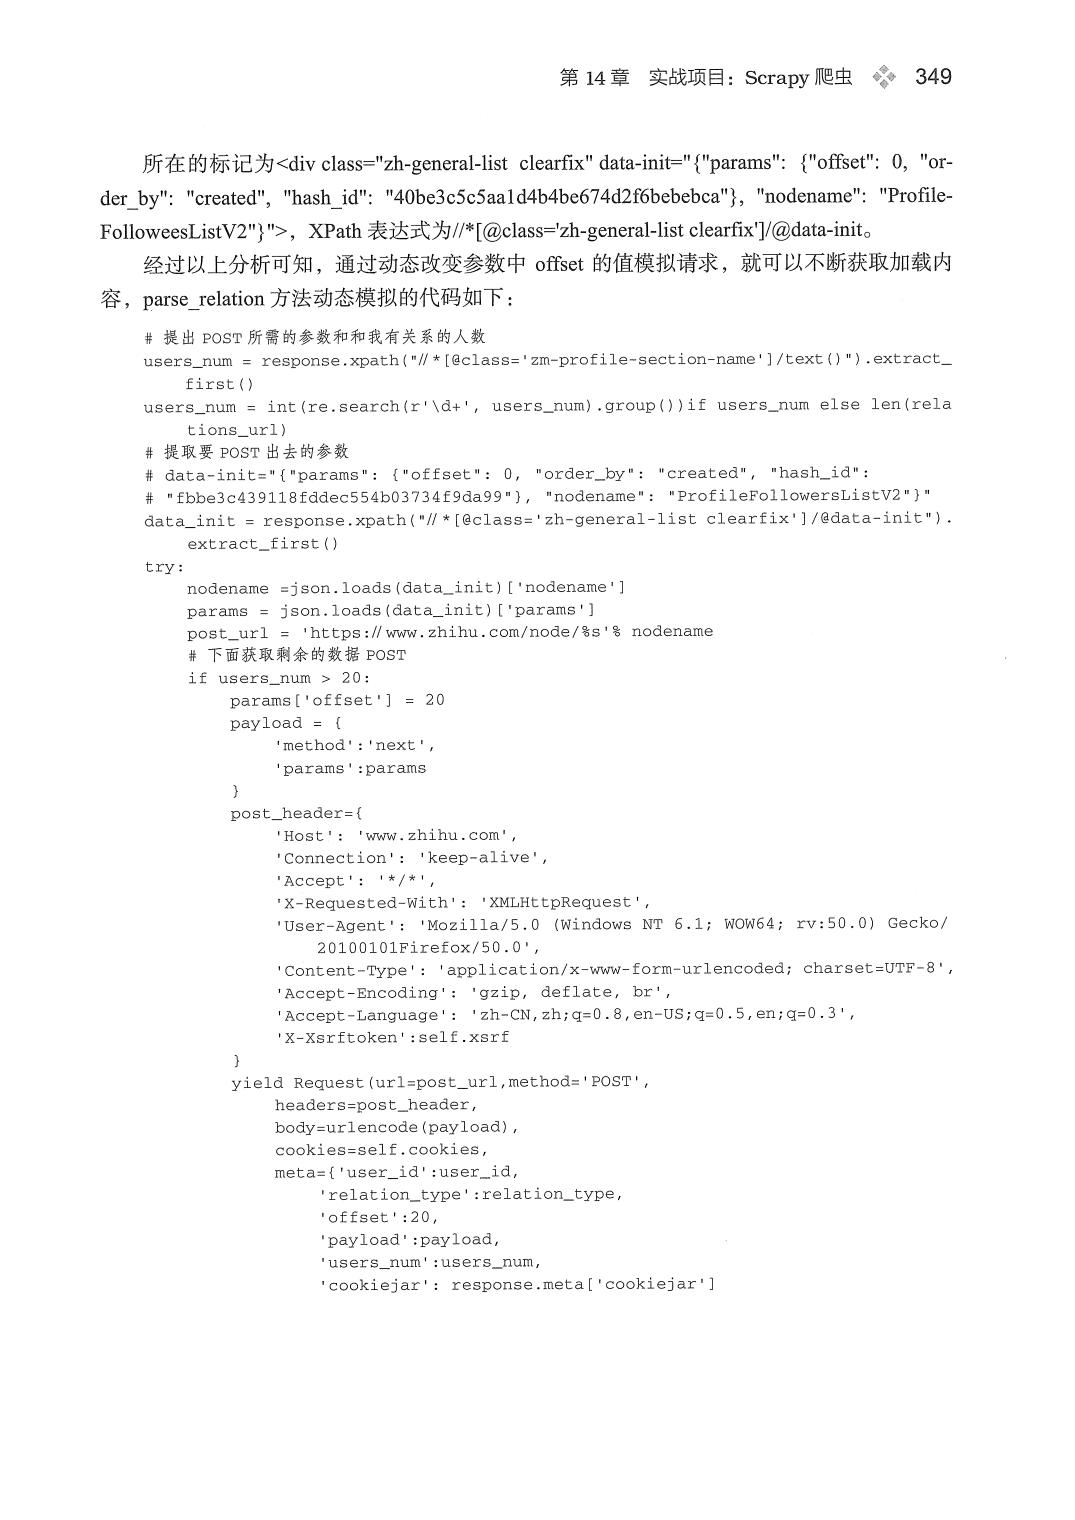 第 14 章 实战项目：Scrapy 爬虫 349
所在的标记为<div class="zh-general-list clearfix" data-init="{"params": {"offset": 0, "or-
der_by": "created", "hash_id": "40be3c5c5aa1d4b4be674d2f6bebebca"}, "nodename": "Profile-
FolloweesListV2"}">，XPath 表达式为//*[@class='zh-general-list clearfix']/@data-init。
经过以上分析可知，通过动态改变参数中 offset 的值模拟请求，就可以不断获取加载内
容，parse_relation 方法动态模拟的代码如下：
# 提出 POST 所需的参数和和我有关系的人数
users_num = response.xpath("//*[@class='zm-profile-section-name']/text()").extract_
first()
users_num = int(re.search(r'\d+', users_num).group())if users_num else len(rela
tions_url)
# 提取要 POST 出去的参数
# data-init="{"params": {"offset": 0, "order_by": "created", "hash_id":
# "fbbe3c439118fddec554b03734f9da99"}, "nodename": "ProfileFollowersListV2"}"
data_init = response.xpath("//*[@class='zh-general-list clearfix']/@data-init").
extract_first()
try:
nodename =json.loads(data_init)['nodename']
params = json.loads(data_init)['params']
post_url = 'https://www.zhihu.com/node/%s'% nodename
# 下面获取剩余的数据 POST
if users_num > 20:
params['offset'] = 20
payload = {
'method':'next',
'params':params
}
post_header={
'Host': 'www.zhihu.com',
'Connection': 'keep-alive',
'Accept': '*/*',
'X-Requested-With': 'XMLHttpRequest',
'User-Agent': 'Mozilla/5.0 (Windows NT 6.1; WOW64; rv:50.0) Gecko/
20100101Firefox/50.0',
'Content-Type': 'application/x-www-form-urlencoded; charset=UTF-8',
'Accept-Encoding': 'gzip, deflate, br',
'Accept-Language': 'zh-CN,zh;q=0.8,en-US;q=0.5,en;q=0.3',
'X-Xsrftoken':self.xsrf
}
yield Request(url=post_url,method='POST',
headers=post_header,
body=urlencode(payload),
cookies=self.cookies,
meta={'user_id':user_id,
'relation_type':relation_type,
'offset':20,
'payload':payload,
'users_num':users_num,
'cookiejar': response.meta['cookiejar']